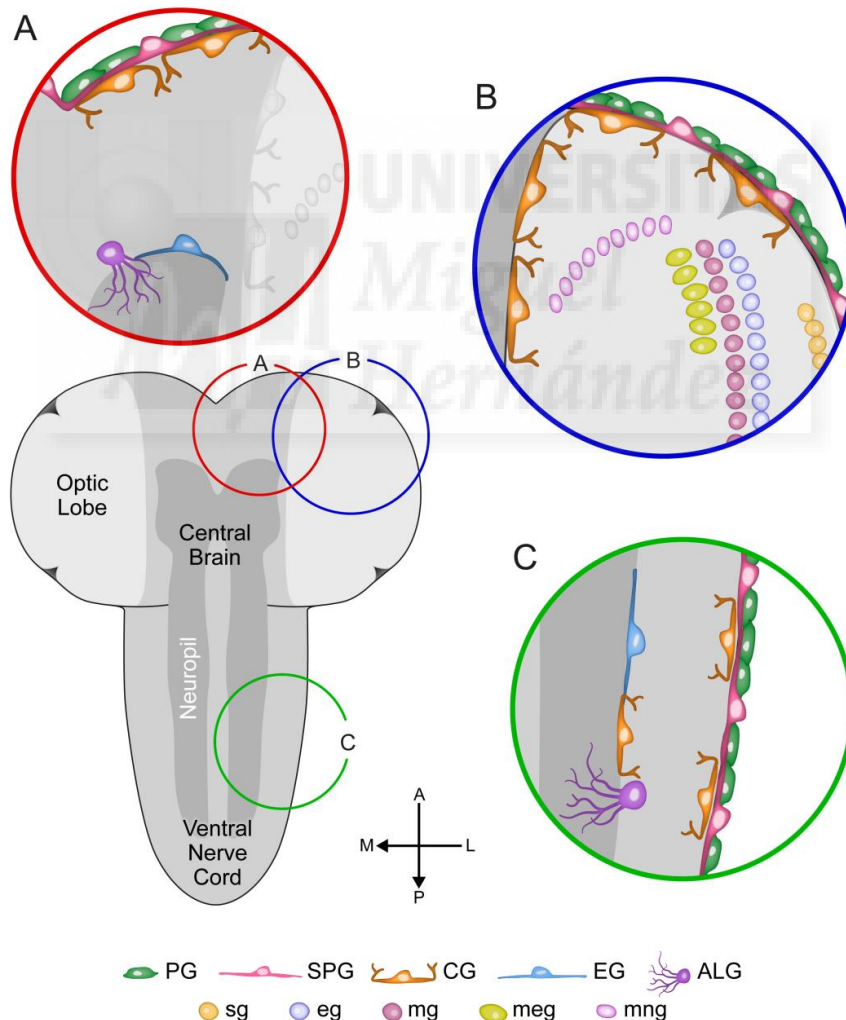 A
B
UNIVERSITAS
Miguel
Hernández
A
B
Optic
Lobe
Central
Brain
Neuropil
C
C
Ventral
Nerve
Cord
A
M
L
P
PG
SPG
CG
EG
ALG
sg
eg
mg
meg
mng